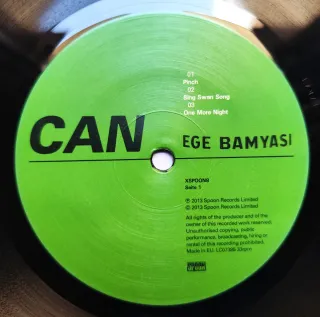 01
Pinch
02
Sing Swan Song
03
One More Night
CAN
EGE BAMYASI
XSPOON8
Seite 1
℗ 2013 Spoon Records Limited
© 2013 Spoon Records Limited
All rights of the producer and of the
owner of this recorded work reserved.
Unauthorised copying, public
performance, broadcasting, hiring or
rental of this recording prohibited.
Made in EU. LC07388 33rpm